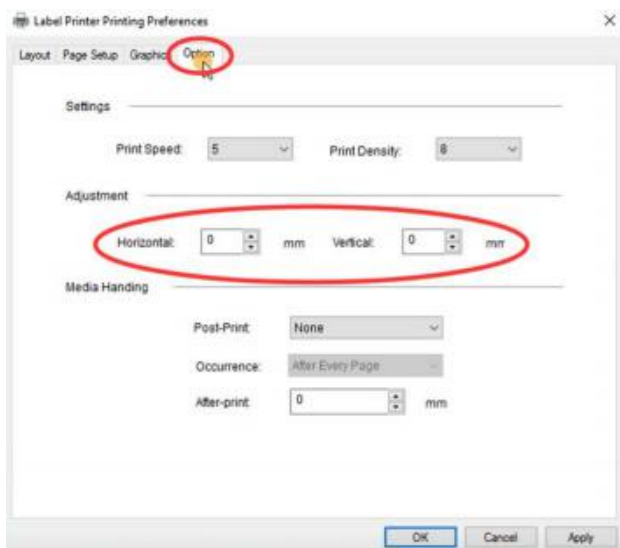 Label Printer Printing Preferences
Layout Page Setup Graphics Option
Settings
Print Speed: 5 Print Density: 8
Adjustment
Horizontal: 0 mm Vertical: 0 mm
Media Handing
Post-Print: None
Occurrence: After Every Page
After-print: 0 mm
OK Cancel Apply